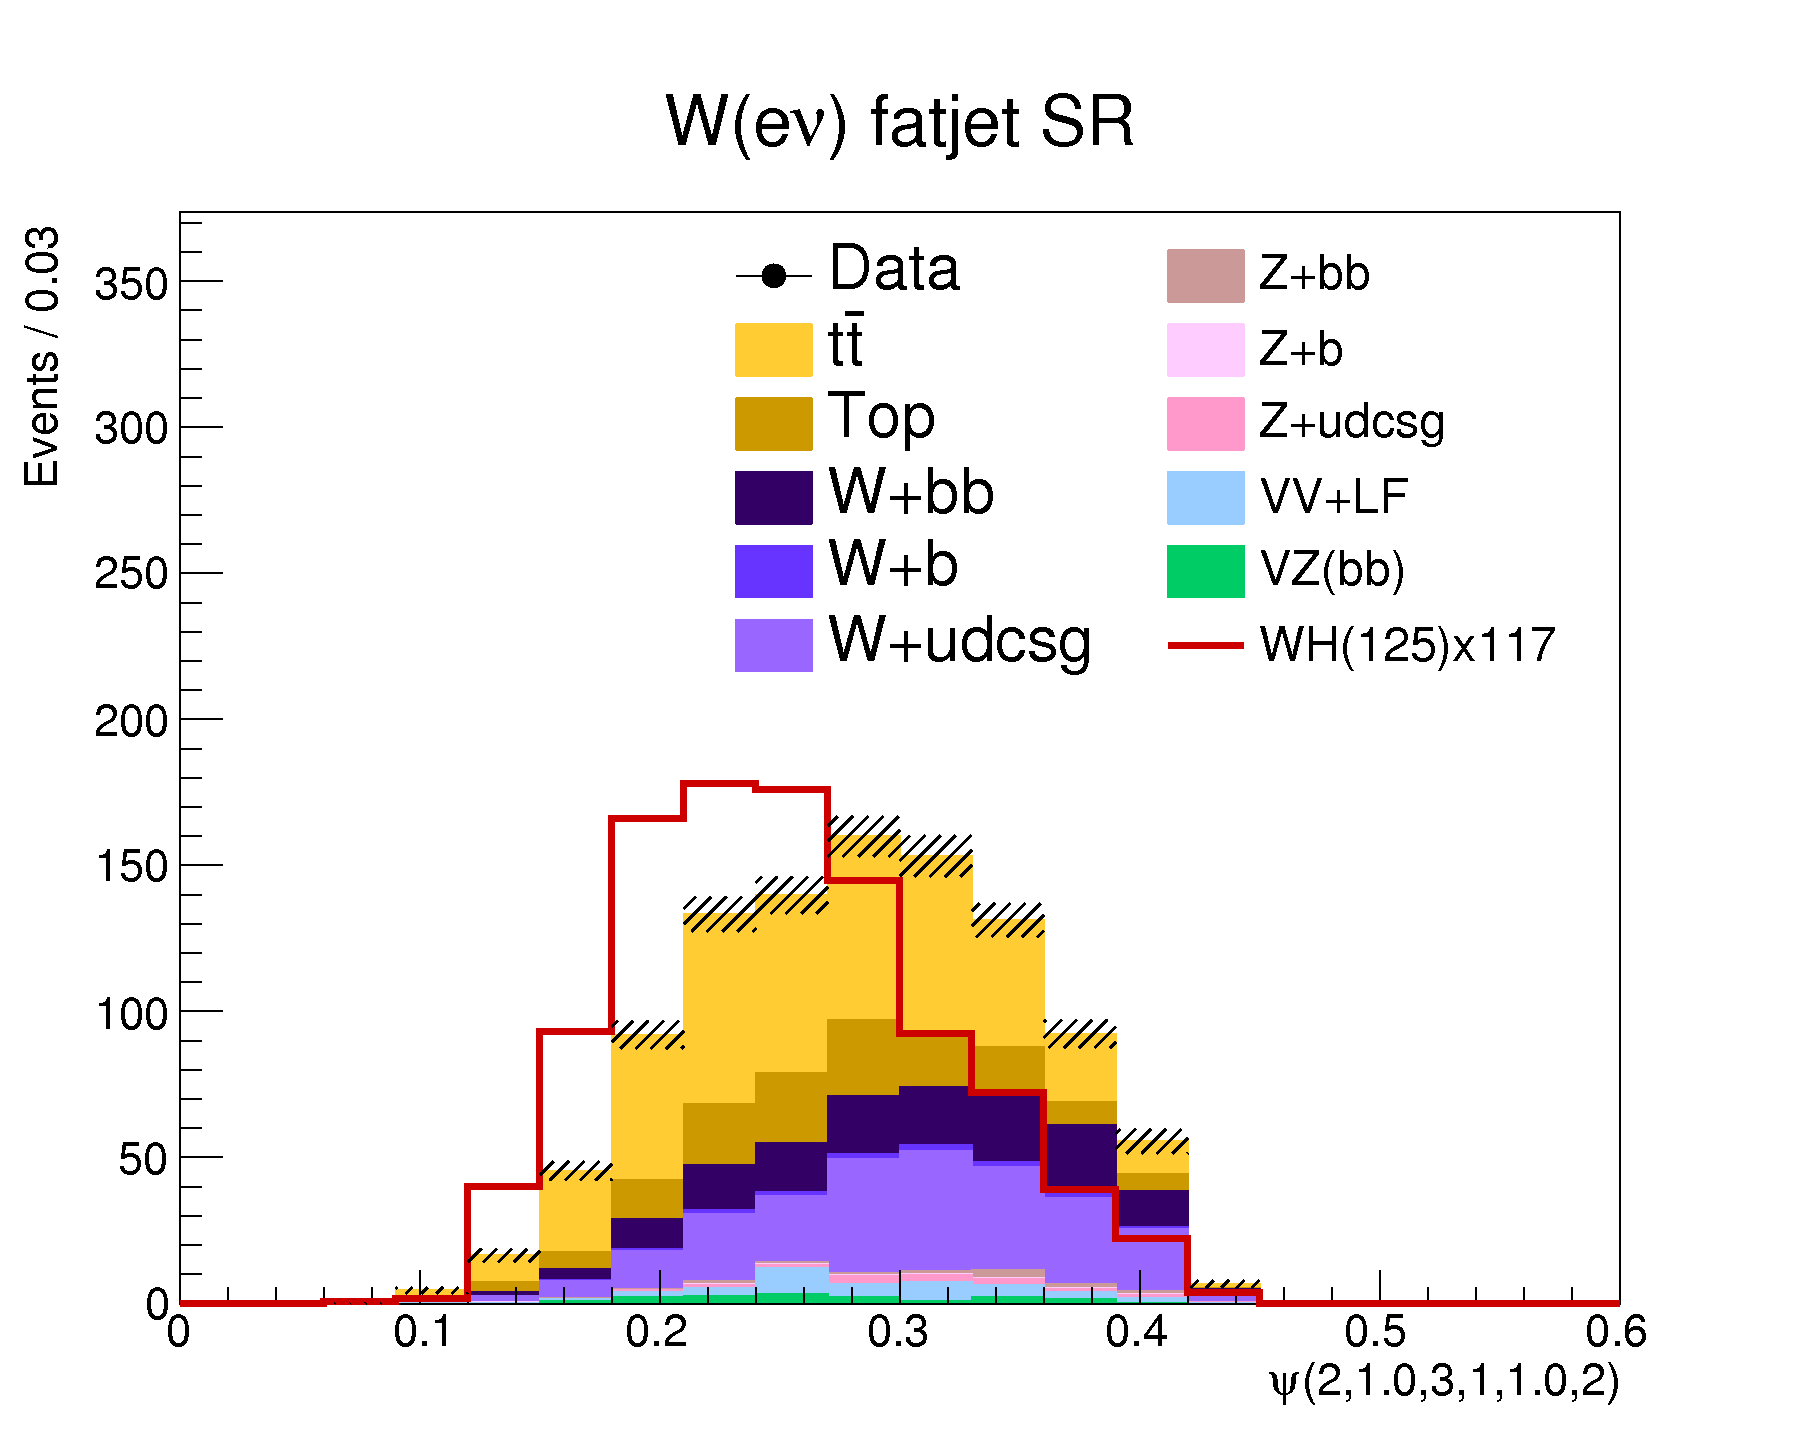 W(eν) fatjet SR
Events / 0.03
350
300
250
200
150
100
50
0
Data
tt̄
Top
W+bb
W+b
W+udcsg
Z+bb
Z+b
Z+udcsg
VV+LF
VZ(bb)
WH(125)x117
0 0.1 0.2 0.3 0.4 0.5 0.6
ψ(2,1.0,3,1,1.0,2)